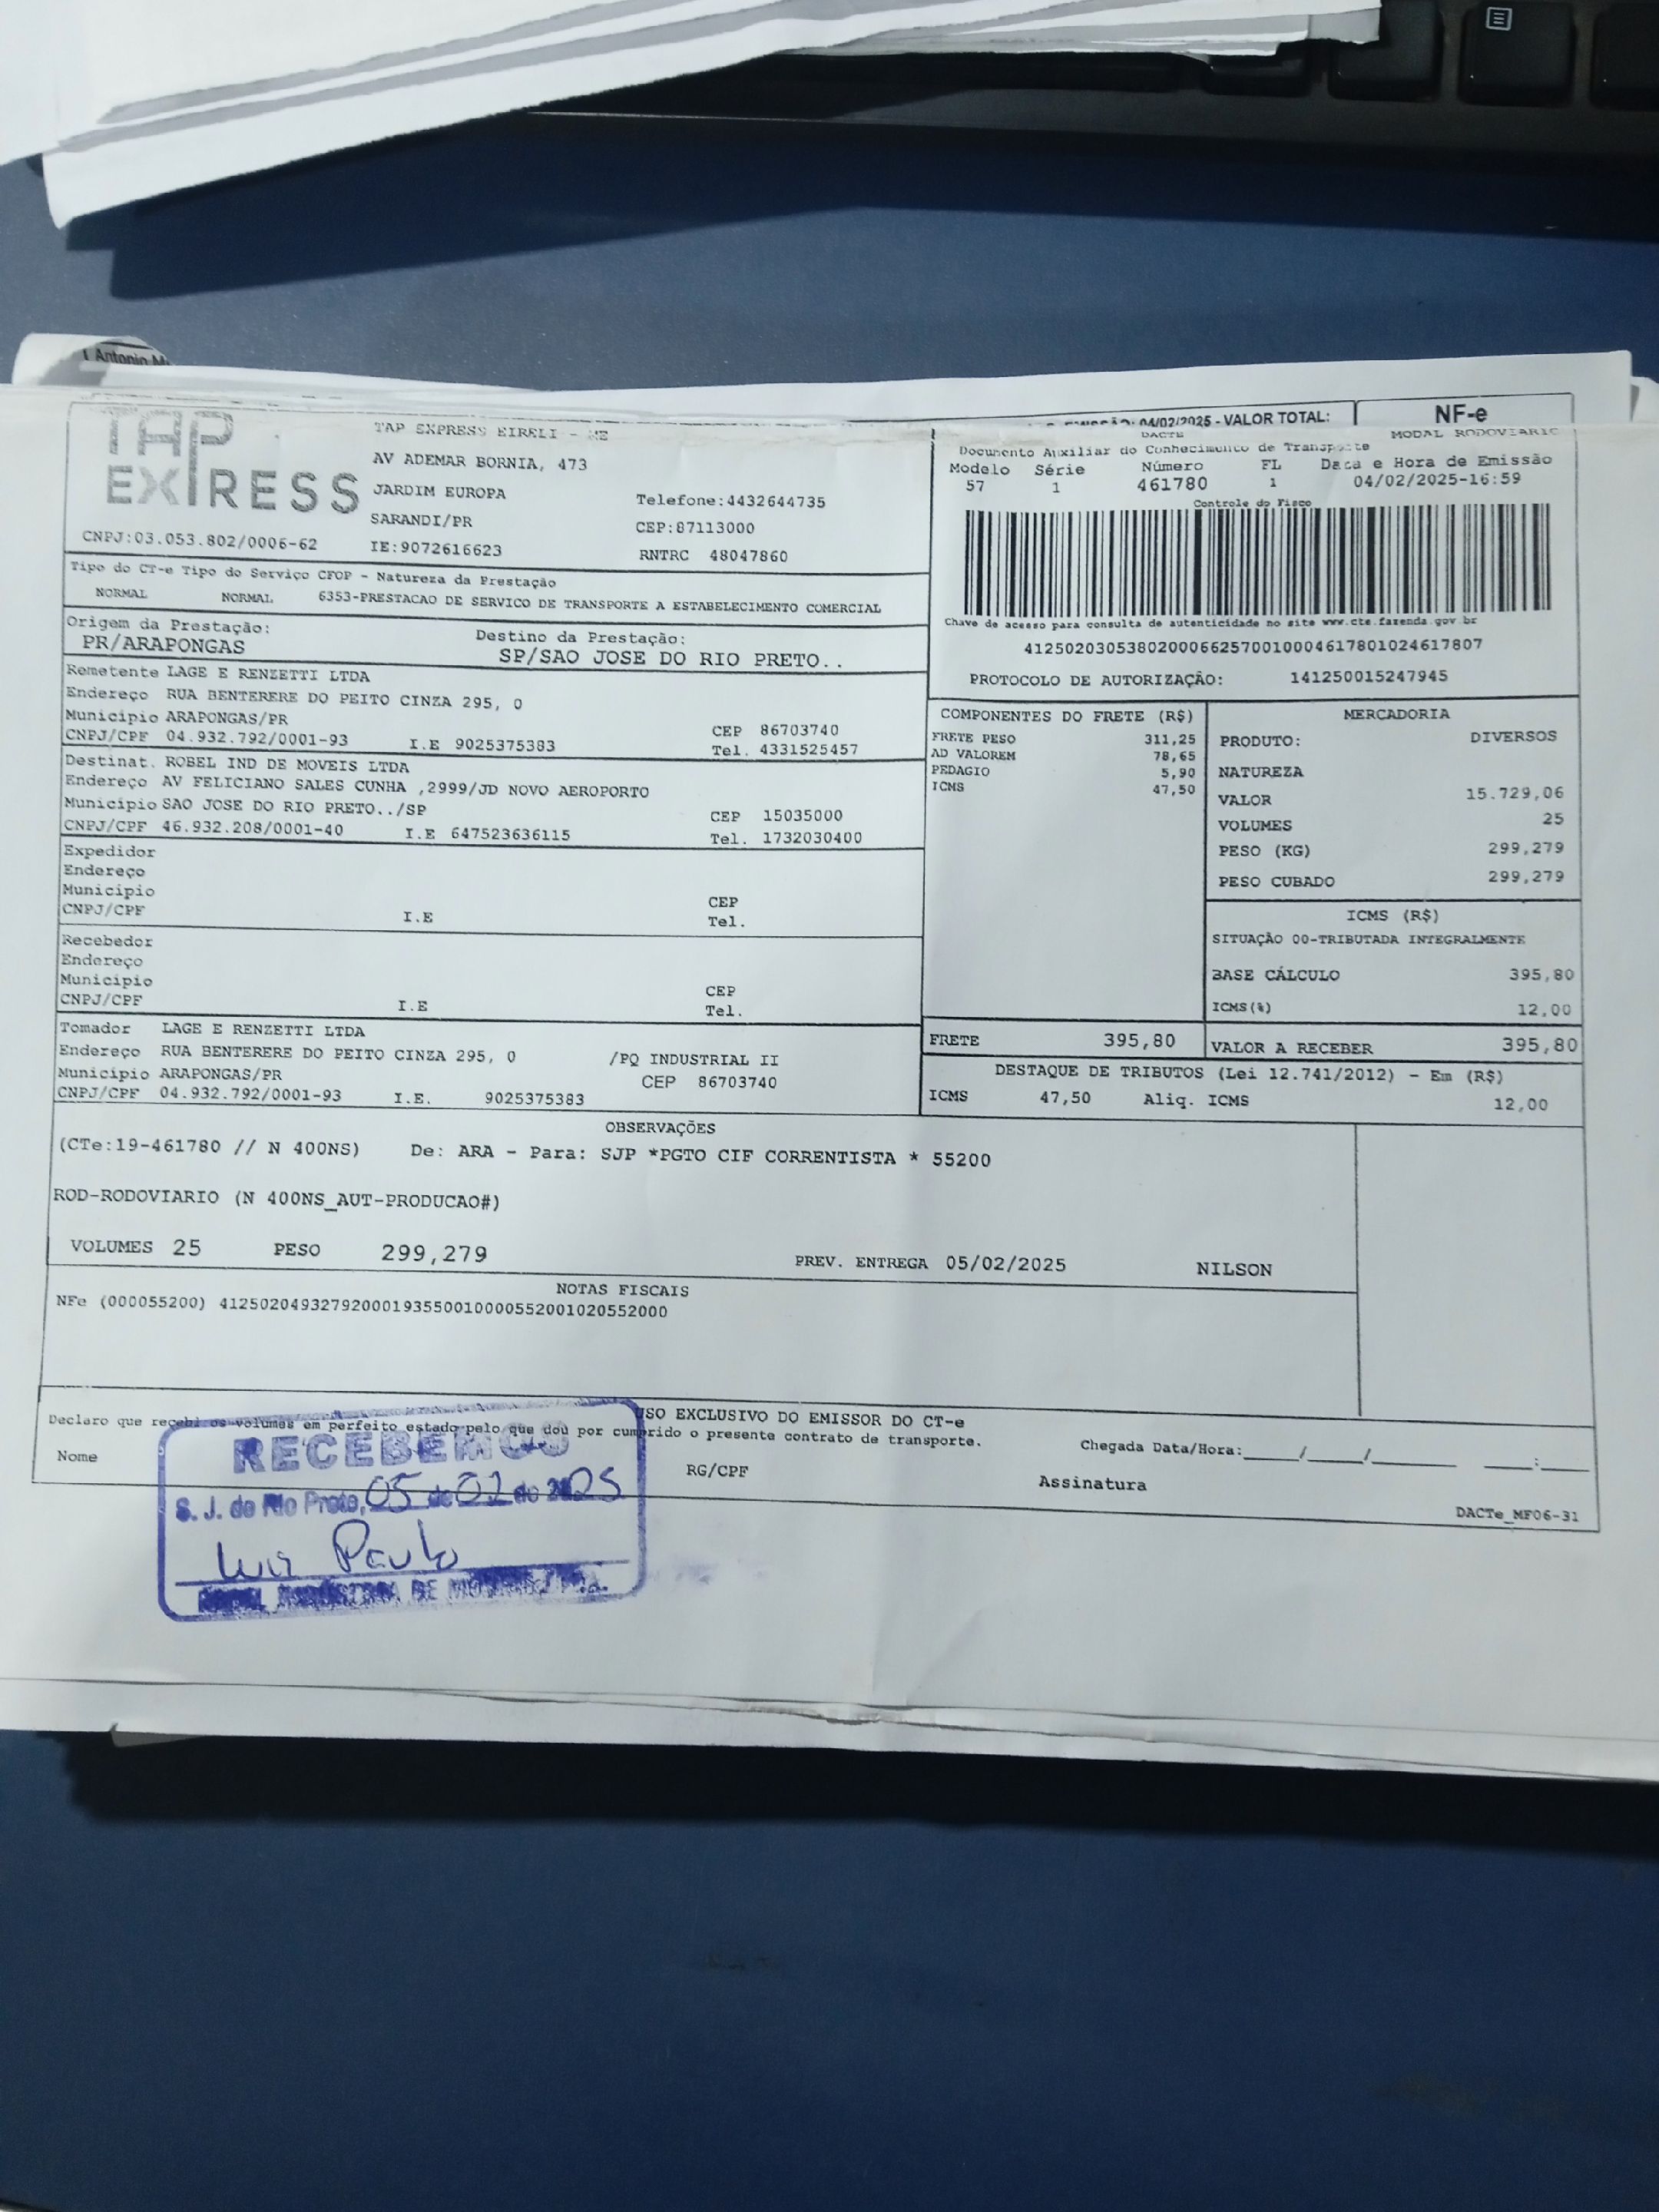 Antonio
04/02/2025 - VALOR TOTAL:
NF-e
TAP
EXPRESS
TAP EXPRESS EIRELI - ME
AV ADEMAR BORNIA, 473
JARDIM EUROPA
Telefone:4432644735
SARANDI/PR
CEP:87113000
CNPJ:03.053.802/0006-62
IE:9072616623
RNTRC 48047860
DACTE
MODAL RODOVIARIO
Documento Auxiliar do Conhecimento de Transporte
Modelo Série Número FL Data e Hora de Emissão
57 1 461780 1 04/02/2025-16:59
Controle do Fisco
Chave de acesso para consulta de autenticidade no site www.cte.fazenda.gov.br
41250203053802000662570010004617801024617807
PROTOCOLO DE AUTORIZAÇÃO: 141250015247945
Tipo do CT-e Tipo do Serviço CFOP - Natureza da Prestação
NORMAL NORMAL 6353-PRESTACAO DE SERVICO DE TRANSPORTE A ESTABELECIMENTO COMERCIAL
Origem da Prestação: Destino da Prestação:
PR/ARAPONGAS SP/SAO JOSE DO RIO PRETO..
Remetente LAGE E RENZETTI LTDA
Endereço RUA BENTERERE DO PEITO CINZA 295, 0
Municipio ARAPONGAS/PR CEP 86703740
CNPJ/CPF 04.932.792/0001-93 I.E 9025375383 Tel. 4331525457
Destinat. ROBEL IND DE MOVEIS LTDA
Endereço AV FELICIANO SALES CUNHA ,2999/JD NOVO AEROPORTO
Municipio SAO JOSE DO RIO PRETO../SP CEP 15035000
CNPJ/CPF 46.932.208/0001-40 I.E 647523636115 Tel. 1732030400
Expedidor
Endereço
Municipio CEP
CNPJ/CPF I.E Tel.
Recebedor
Endereço
Municipio CEP
CNPJ/CPF I.E Tel.
Tomador LAGE E RENZETTI LTDA
Endereço RUA BENTERERE DO PEITO CINZA 295, 0 /PQ INDUSTRIAL II
Municipio ARAPONGAS/PR CEP 86703740
CNPJ/CPF 04.932.792/0001-93 I.E. 9025375383
COMPONENTES DO FRETE (R$)
FRETE PESO 311,25
AD VALOREM 78,65
PEDAGIO 5,90
ICMS 47,50
MERCADORIA
PRODUTO: DIVERSOS
NATUREZA
VALOR 15.729,06
VOLUMES 25
PESO (KG) 299,279
PESO CUBADO 299,279
ICMS (R$)
SITUAÇÃO 00-TRIBUTADA INTEGRALMENTE
BASE CÁLCULO 395,80
ICMS(%) 12,00
FRETE 395,80 VALOR A RECEBER 395,80
DESTAQUE DE TRIBUTOS (Lei 12.741/2012) - Em (R$)
ICMS 47,50 Aliq. ICMS 12,00
OBSERVAÇÕES
(CTe:19-461780 // N 400NS) De: ARA - Para: SJP *PGTO CIF CORRENTISTA * 55200
ROD-RODOVIARIO (N 400NS_AUT-PRODUCAO#)
VOLUMES 25 PESO 299,279 PREV. ENTREGA 05/02/2025 NILSON
NOTAS FISCAIS
NFe (000055200) 41250204932792000193550010000552001020552000
USO EXCLUSIVO DO EMISSOR DO CT-e
Declaro que recebi os volumes em perfeito estado pelo que dou por cumprido o presente contrato de transporte.
Chegada Data/Hora:_____/_____/________ ____:____
Nome RG/CPF Assinatura
DACTe_MF06-31
RECEBEMOS
S. J. do Rio Preto, 05 de 02 de 2025
Luis Paulo
DE